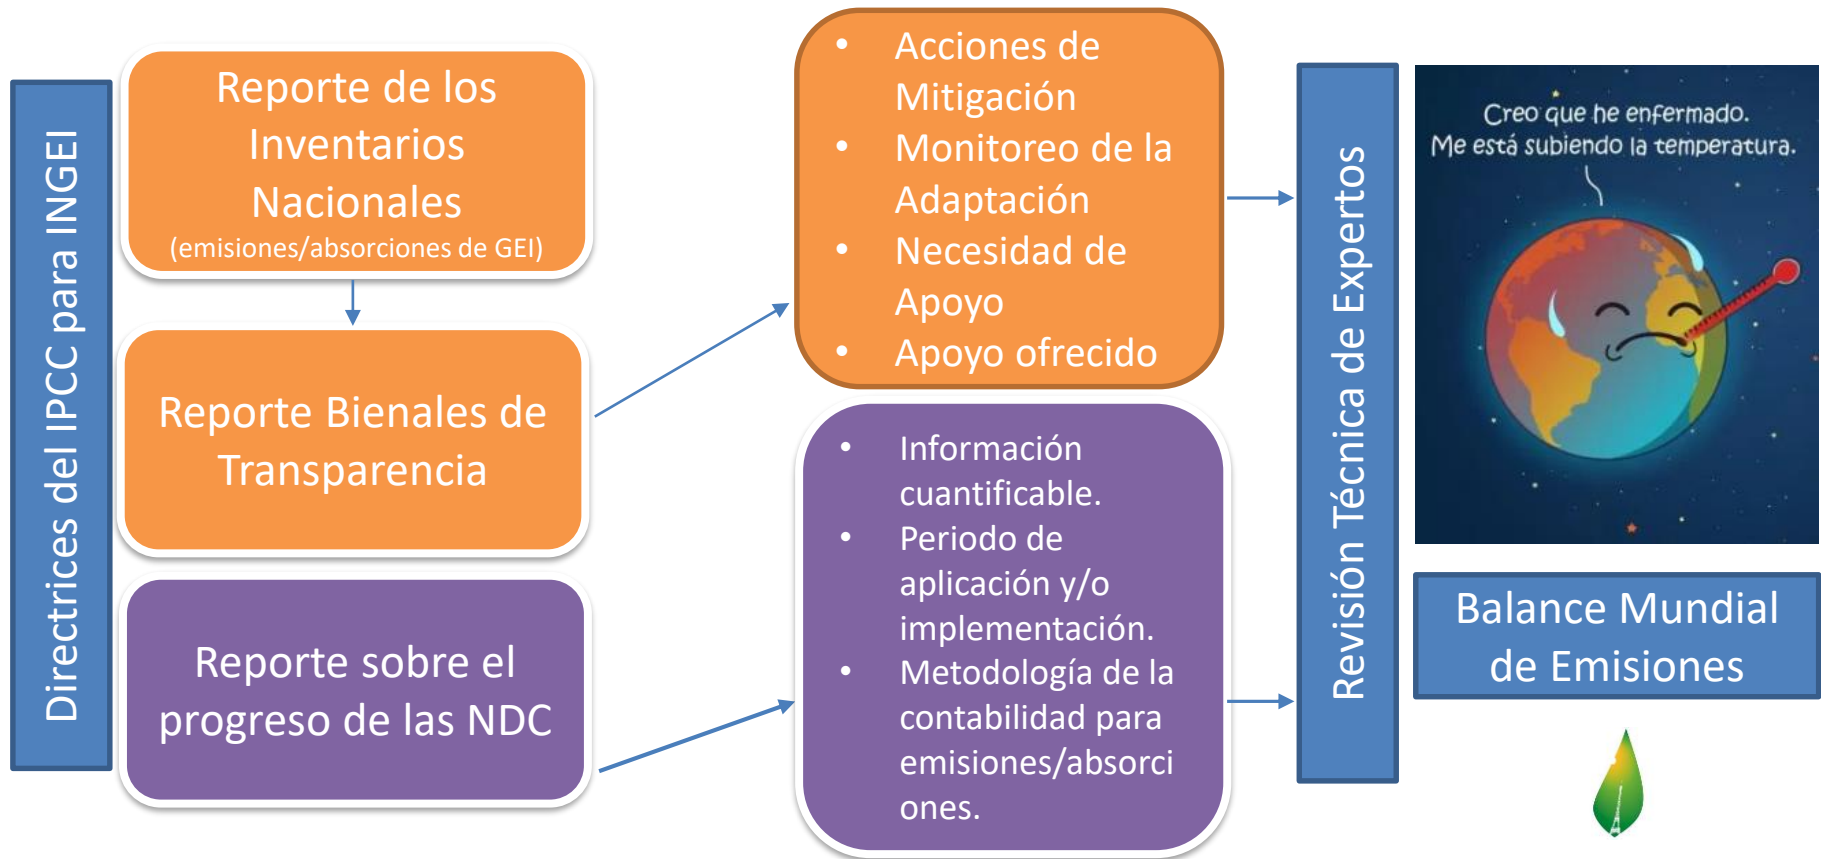 Directrices del IPCC para INGEI
Reporte de los
Inventarios
Nacionales
(emisiones/absorciones de GEI)
Reporte Bienales de
Transparencia
Reporte sobre el
progreso de las NDC
• Acciones de
Mitigación
• Monitoreo de la
Adaptación
• Necesidad de
Apoyo
• Apoyo ofrecido
• Información
cuantificable.
• Periodo de
aplicación y/o
implementación.
• Metodología de la
contabilidad para
emisiones/absorci
ones.
Revisión Técnica de Expertos
Creo que he enfermado.
Me está subiendo la temperatura.
Balance Mundial
de Emisiones